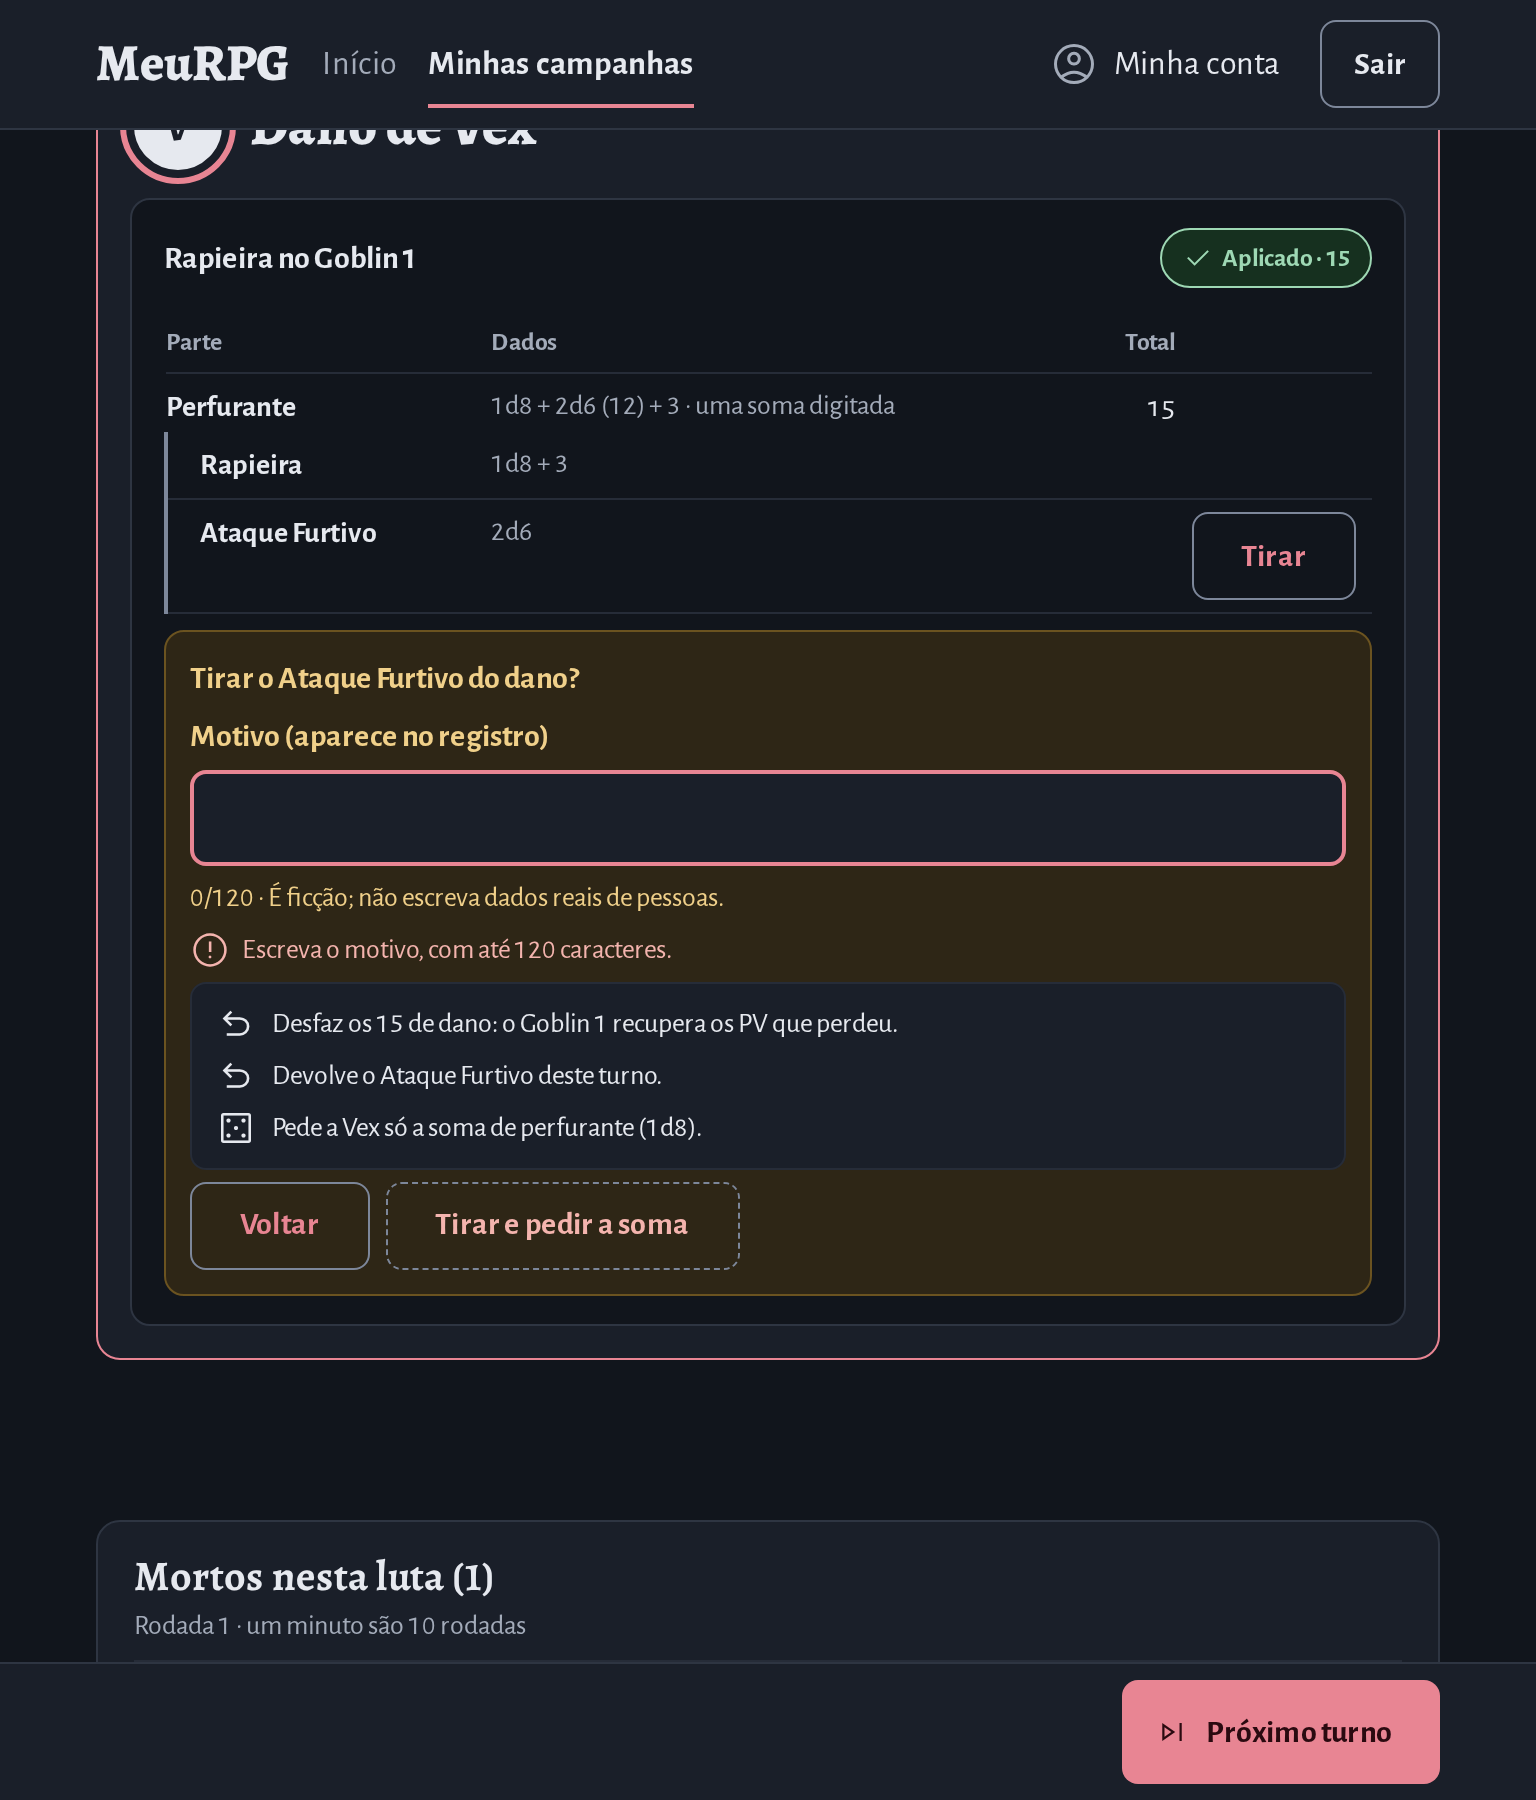 MeuRPG Início Minhas campanhas Minha conta Sair
Dano de Vex
Rapieira no Goblin 1 Aplicado · 15
Parte Dados Total
Perfurante 1d8 + 2d6 (12) + 3 · uma soma digitada 15
Rapieira 1d8 + 3
Ataque Furtivo 2d6 Tirar
Tirar o Ataque Furtivo do dano?
Motivo (aparece no registro)
0/120 · É ficção; não escreva dados reais de pessoas.
Escreva o motivo, com até 120 caracteres.
Desfaz os 15 de dano: o Goblin 1 recupera os PV que perdeu.
Devolve o Ataque Furtivo deste turno.
Pede a Vex só a soma de perfurante (1d8).
Voltar Tirar e pedir a soma
Mortos nesta luta (1)
Rodada 1 · um minuto são 10 rodadas
Próximo turno